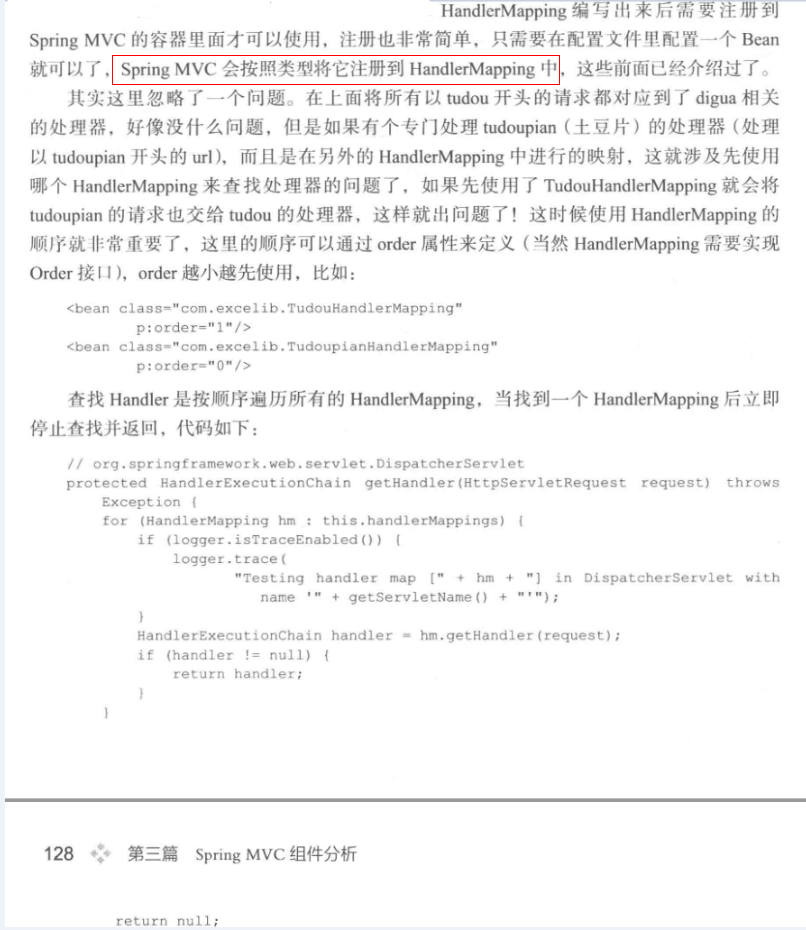 HandlerMapping 编写出来后需要注册到
Spring MVC 的容器里面才可以使用，注册也非常简单，只需要在配置文件里配置一个 Bean
就可以了，Spring MVC 会按照类型将它注册到 HandlerMapping 中，这些前面已经介绍过了。
其实这里忽略了一个问题。在上面将所有以 tudou 开头的请求都对应到了 digua 相关
的处理器，好像没什么问题，但是如果有个专门处理 tudoupian（土豆片）的处理器（处理
以 tudoupian 开头的 url），而且是在另外的 HandlerMapping 中进行的映射，这就涉及先使用
哪个 HandlerMapping 来查找处理器的问题了，如果先使用了 TudouHandlerMapping 就会将
tudoupian 的请求也交给 tudou 的处理器，这样就出问题了！这时候使用 HandlerMapping 的
顺序就非常重要了，这里的顺序可以通过 order 属性来定义（当然 HandlerMapping 需要实现
Order 接口），order 越小越先使用，比如：
<bean class="com.excelib.TudouHandlerMapping"
p:order="1"/>
<bean class="com.excelib.TudoupianHandlerMapping"
p:order="0"/>
查找 Handler 是按顺序遍历所有的 HandlerMapping，当找到一个 HandlerMapping 后立即
停止查找并返回，代码如下：
// org.springframework.web.servlet.DispatcherServlet
protected HandlerExecutionChain getHandler(HttpServletRequest request) throws
Exception {
for (HandlerMapping hm : this.handlerMappings) {
if (logger.isTraceEnabled()) {
logger.trace(
"Testing handler map [" + hm + "] in DispatcherServlet with
name '" + getServletName() + "'");
}
HandlerExecutionChain handler = hm.getHandler(request);
if (handler != null) {
return handler;
}
}
128 第三篇 Spring MVC 组件分析
return null;